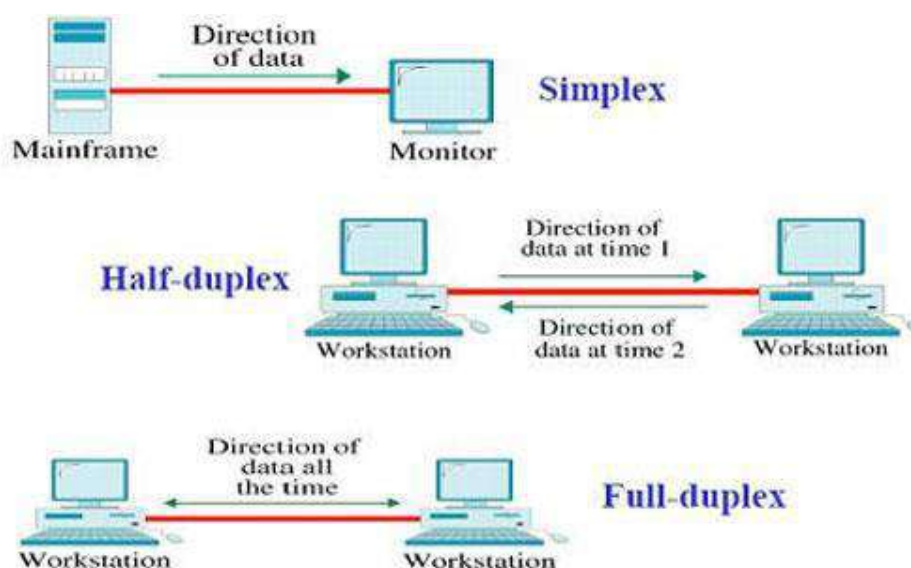 Direction
of data
Simplex
Mainframe
Monitor
Direction of
data at time 1
Half-duplex
Direction of
data at time 2
Workstation
Workstation
Direction of
data all
the time
Full-duplex
Workstation
Workstation